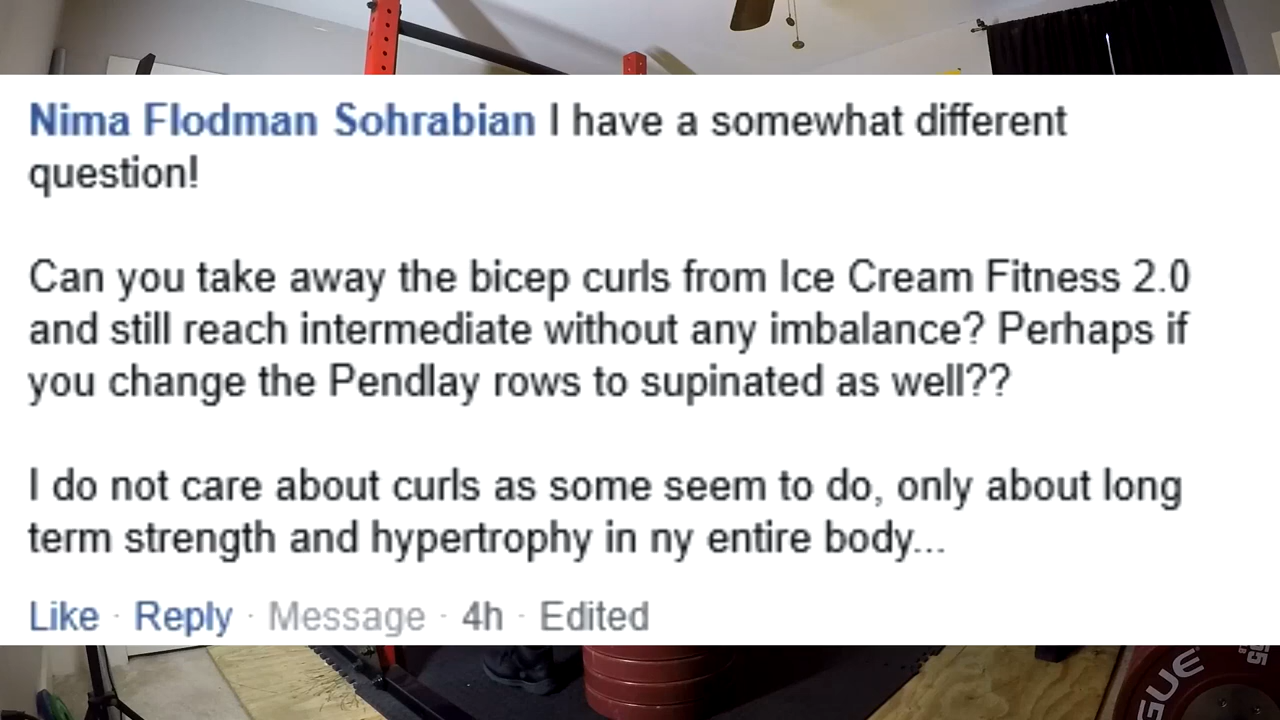 Nima Flodman Sohrabian I have a somewhat different
question!
Can you take away the bicep curls from Ice Cream Fitness 2.0
and still reach intermediate without any imbalance? Perhaps if
you change the Pendlay rows to supinated as well??
I do not care about curls as some seem to do, only about long
term strength and hypertrophy in ny entire body...
Like · Reply · Message · 4h · Edited
GUE